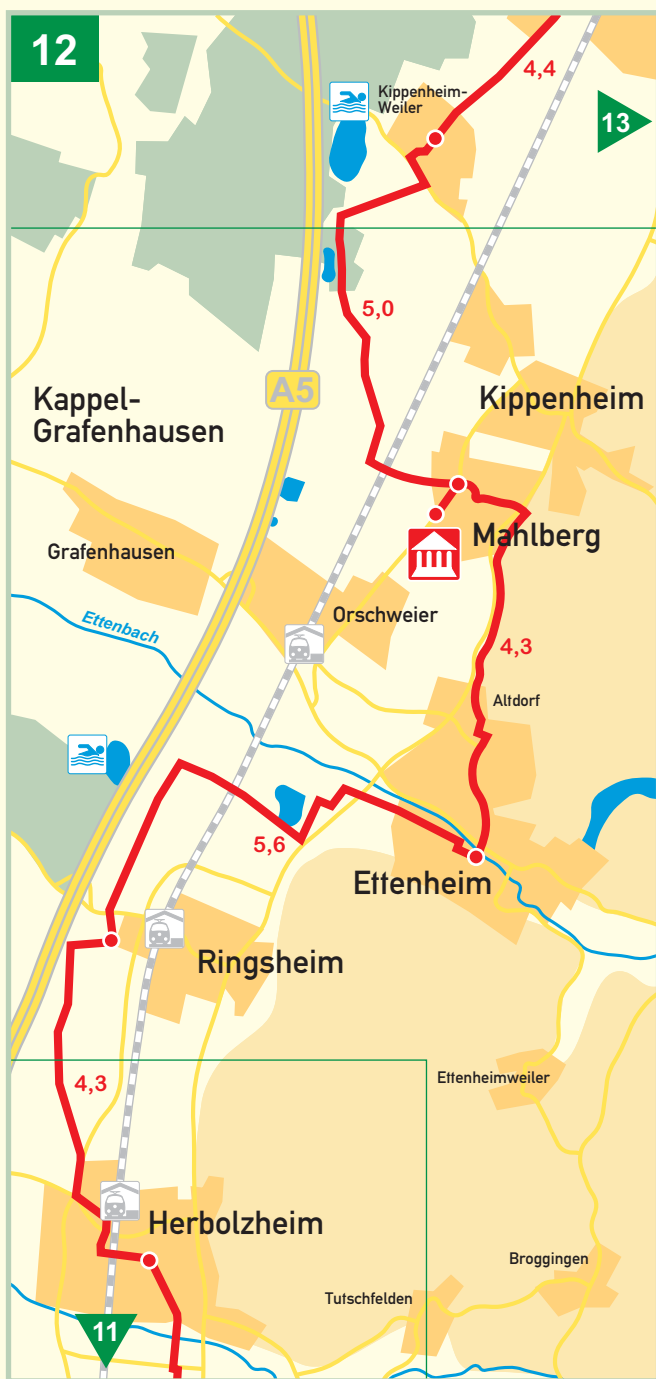 12
4,4
Kippenheim-
Weiler
13
5,0
A5
Kappel-
Grafenhausen
Kippenheim
Mahlberg
Grafenhausen
Orschweier
Ettenbach
4,3
Altdorf
5,6
Ettenheim
Ringsheim
4,3
Ettenheimweiler
Herbolzheim
Broggingen
Tutschfelden
11